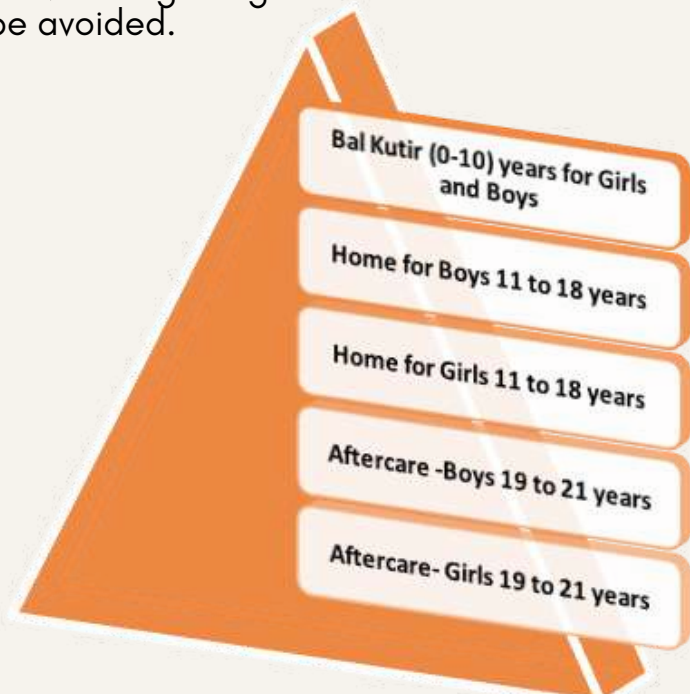 be avoided.
Bal Kutir (0-10) years for Girls
and Boys
Home for Boys 11 to 18 years
Home for Girls 11 to 18 years
Aftercare -Boys 19 to 21 years
Aftercare- Girls 19 to 21 years